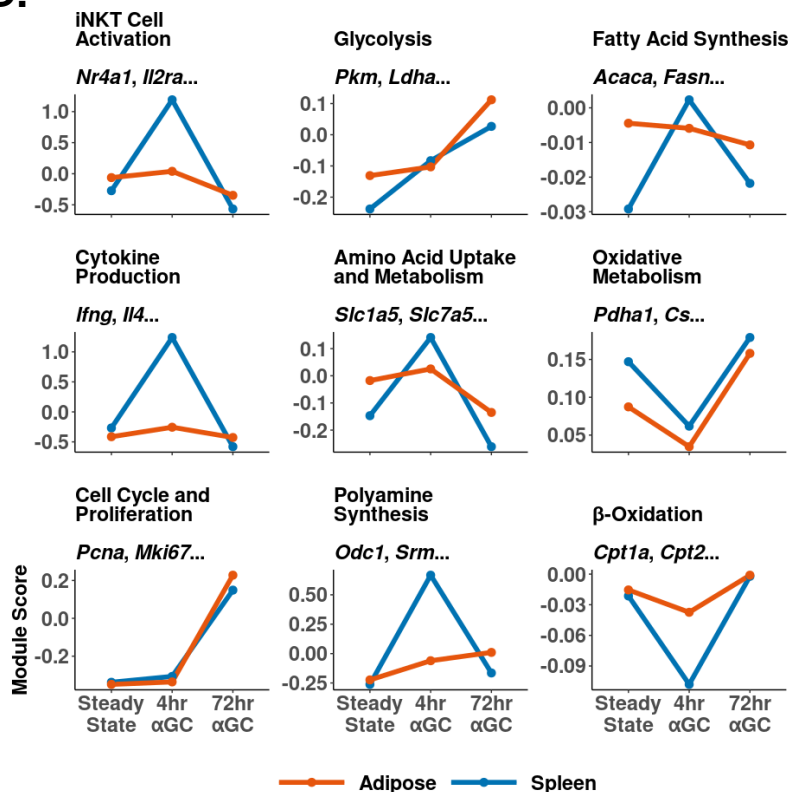 iNKT Cell
Activation
Nr4a1, Il2ra...
1.0
0.5
0.0
-0.5
Glycolysis
Pkm, Ldha...
0.1
0.0
-0.1
-0.2
Fatty Acid Synthesis
Acaca, Fasn...
0.00
-0.01
-0.02
-0.03
Cytokine
Production
Ifng, Il4...
1.0
0.5
0.0
-0.5
Amino Acid Uptake
and Metabolism
Slc1a5, Slc7a5...
0.1
0.0
-0.1
-0.2
Oxidative
Metabolism
Pdha1, Cs...
0.15
0.10
0.05
Cell Cycle and
Proliferation
Pcna, Mki67...
0.2
0.0
-0.2
Module Score
Steady State
4hr αGC
72hr αGC
Polyamine
Synthesis
Odc1, Srm...
0.50
0.25
0.00
-0.25
Steady State
4hr αGC
72hr αGC
β-Oxidation
Cpt1a, Cpt2...
0.00
-0.03
-0.06
-0.09
Steady State
4hr αGC
72hr αGC
Adipose
Spleen